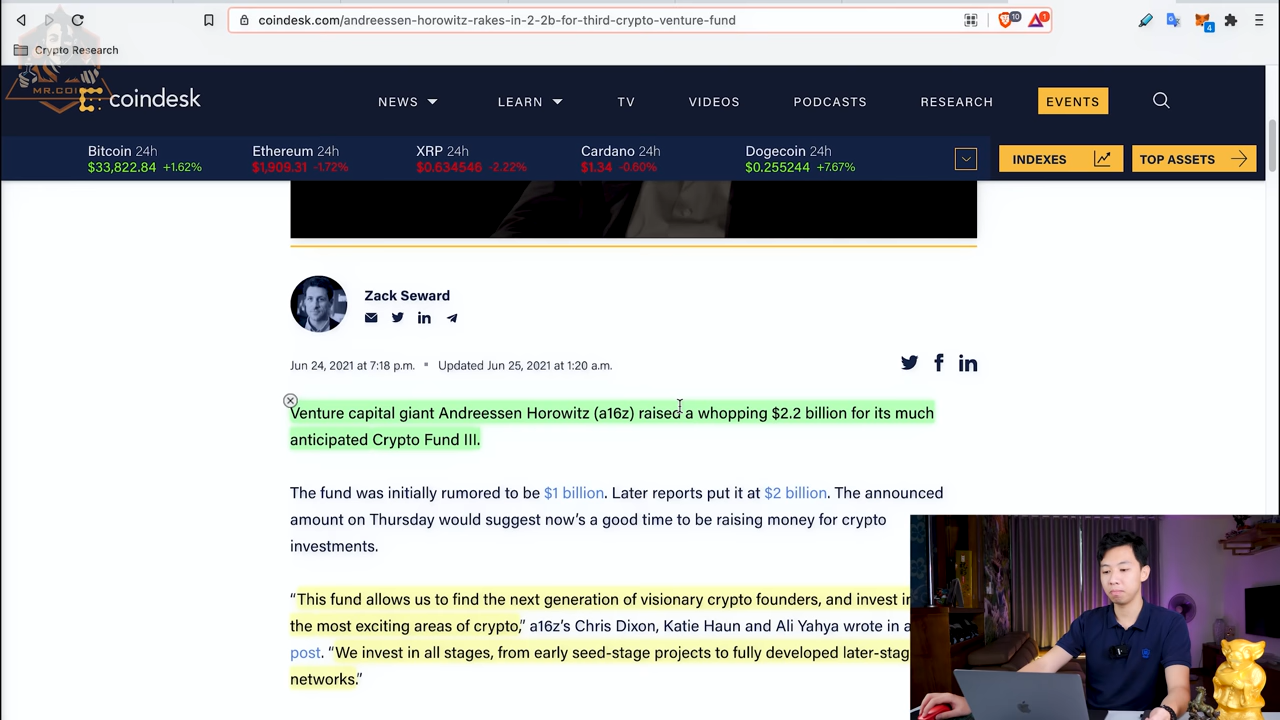 coindesk.com/andreessen-horowitz-rakes-in-2-2b-for-third-crypto-venture-fund
10
1
4
Crypto Research
MR.COI
coindesk
NEWS
LEARN
TV
VIDEOS
PODCASTS
RESEARCH
EVENTS
Bitcoin 24h
$33,822.84 +1.62%
Ethereum 24h
$1,909.31 -1.72%
XRP 24h
$0.634546 -2.22%
Cardano 24h
$1.34 -0.60%
Dogecoin 24h
$0.255244 +7.67%
INDEXES
TOP ASSETS
Zack Seward
Jun 24, 2021 at 7:18 p.m. Updated Jun 25, 2021 at 1:20 a.m.
Venture capital giant Andreessen Horowitz (a16z) raised a whopping $2.2 billion for its much
anticipated Crypto Fund III.
The fund was initially rumored to be $1 billion. Later reports put it at $2 billion. The announced
amount on Thursday would suggest now’s a good time to be raising money for crypto
investments.
“This fund allows us to find the next generation of visionary crypto founders, and invest in
the most exciting areas of crypto,” a16z’s Chris Dixon, Katie Haun and Ali Yahya wrote in a
post. “We invest in all stages, from early seed-stage projects to fully developed later-stag
networks.”